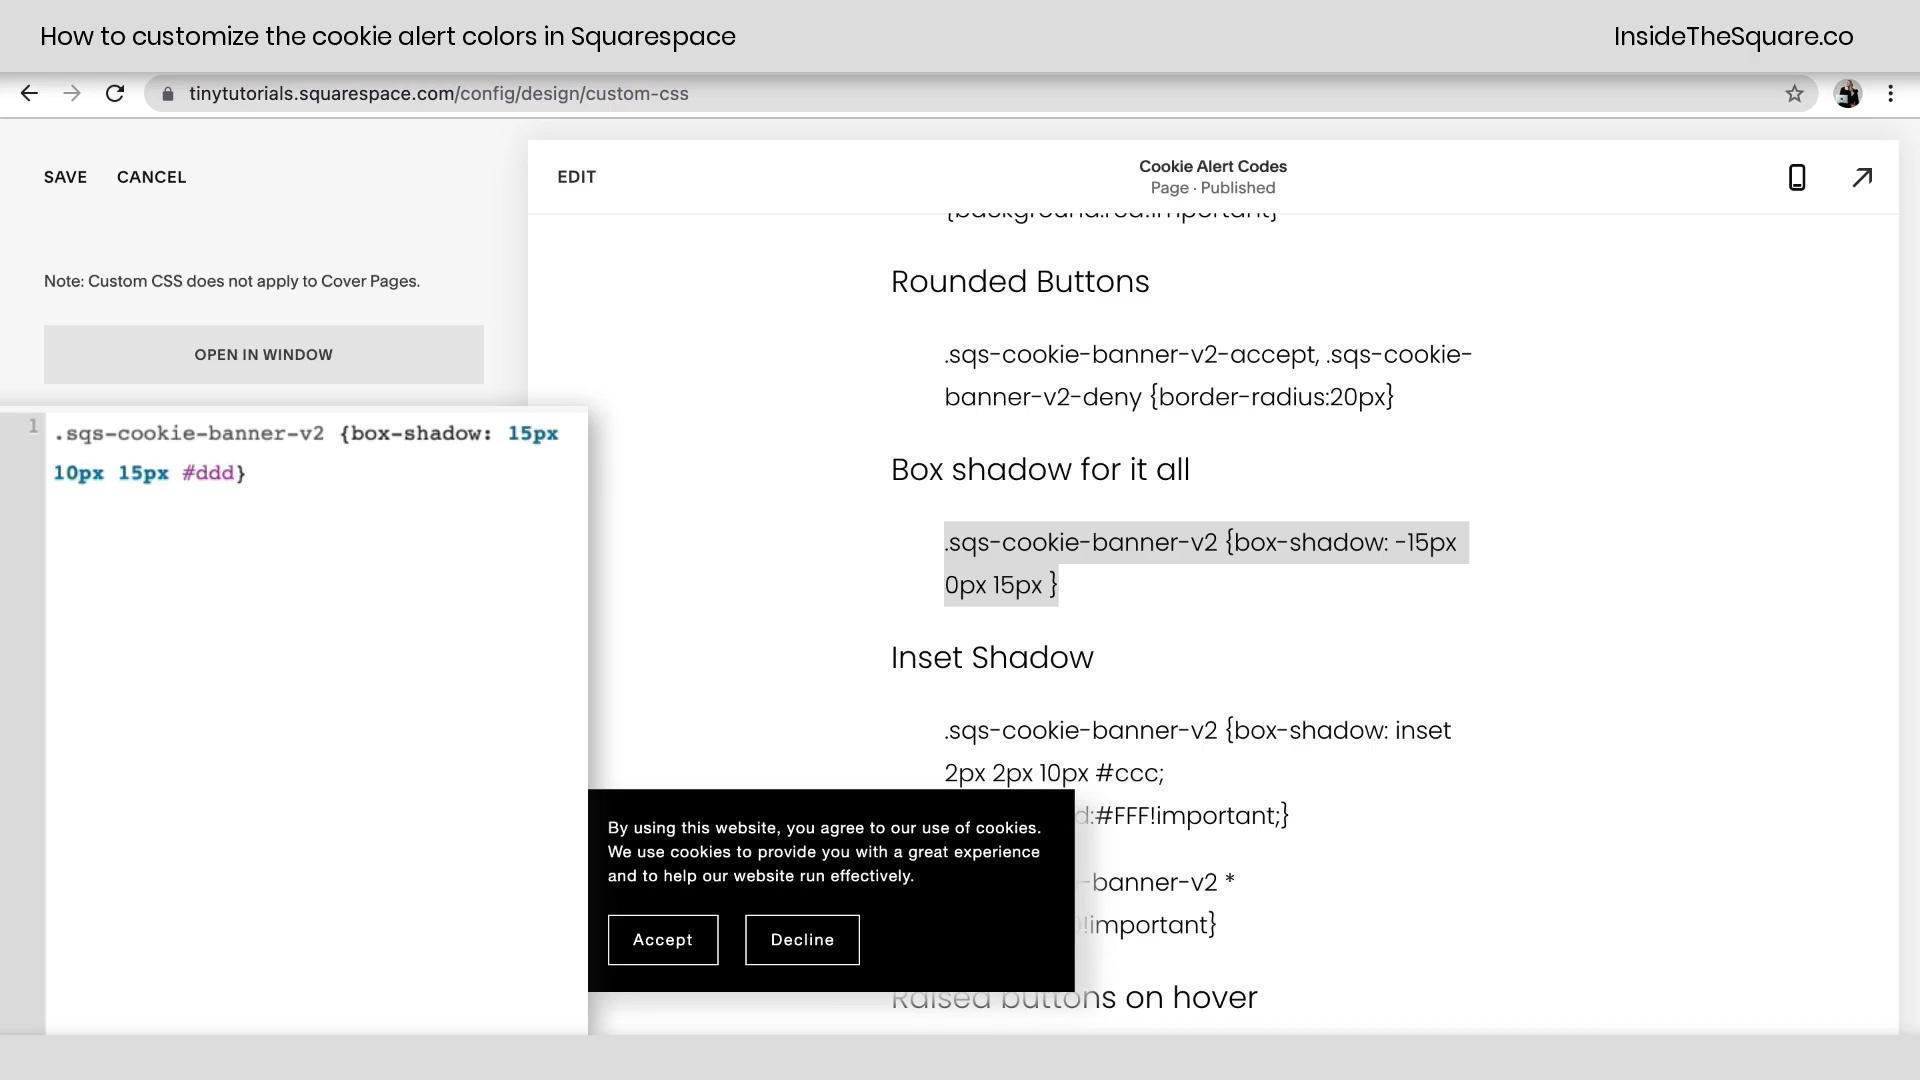 How to customize the cookie alert colors in Squarespace
InsideTheSquare.co
tinytutorials.squarespace.com/config/design/custom-css
SAVE CANCEL
Note: Custom CSS does not apply to Cover Pages.
OPEN IN WINDOW
1
.sqs-cookie-banner-v2 {box-shadow: 15px
10px 15px #ddd}
EDIT
Cookie Alert Codes
Page · Published
{background:red!important}
Rounded Buttons
.sqs-cookie-banner-v2-accept, .sqs-cookie-
banner-v2-deny {border-radius:20px}
Box shadow for it all
.sqs-cookie-banner-v2 {box-shadow: -15px
0px 15px }
Inset Shadow
.sqs-cookie-banner-v2 {box-shadow: inset
2px 2px 10px #ccc;
d:#FFF!important;}
-banner-v2 *
!important}
Raised buttons on hover
By using this website, you agree to our use of cookies.
We use cookies to provide you with a great experience
and to help our website run effectively.
Accept
Decline